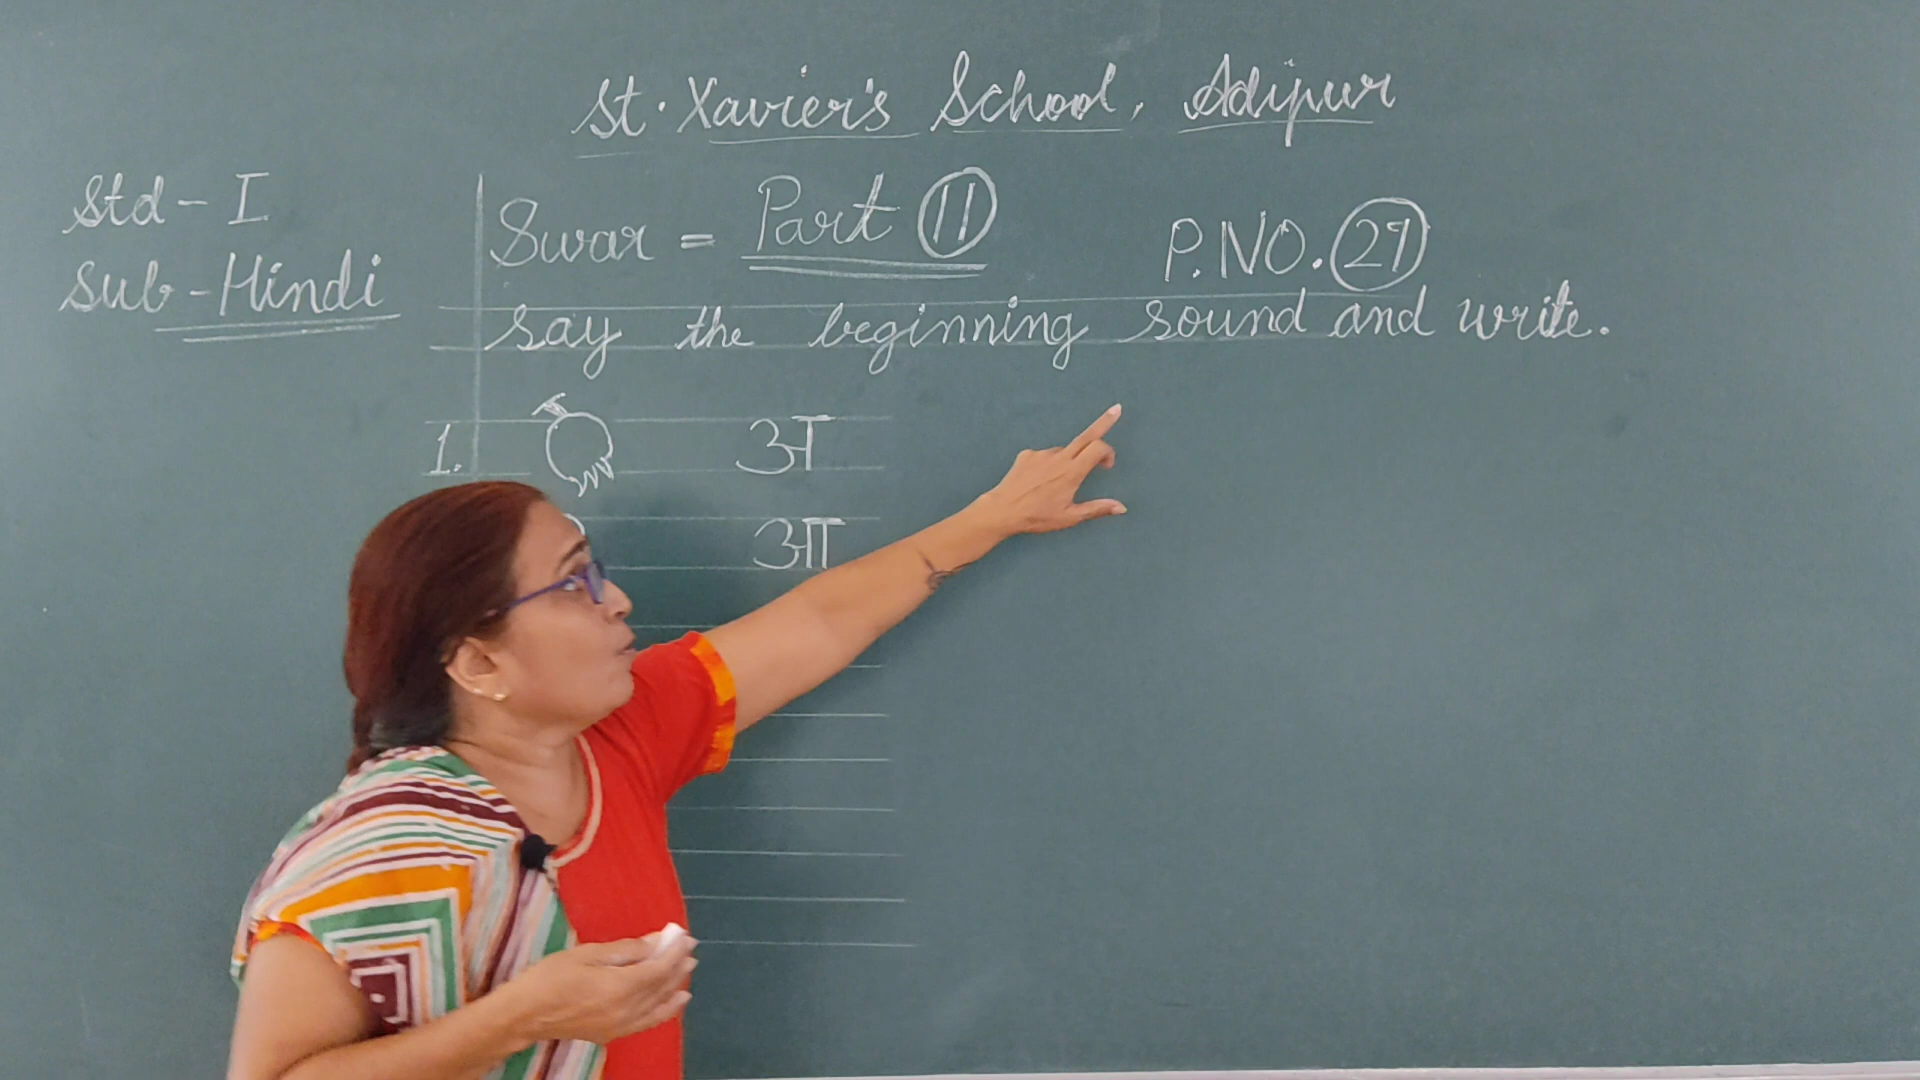 St. Xavier's School, Adipur
Std - I
Sub - Hindi
Swar = Part 11
P.NO. 27
Say the beginning sound and write.
1. अ
आ